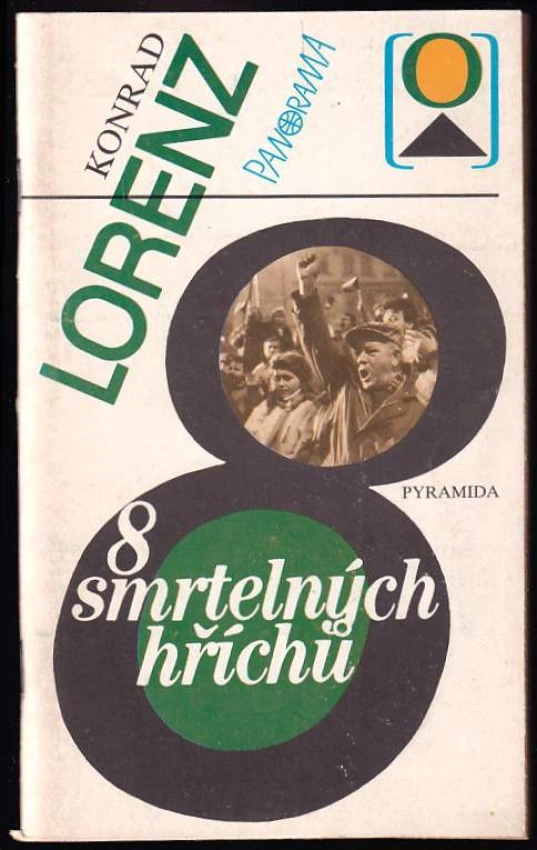 KONRAD
LORENZ
PANORAMA
PYRAMIDA
8
smrtelných
hříchů